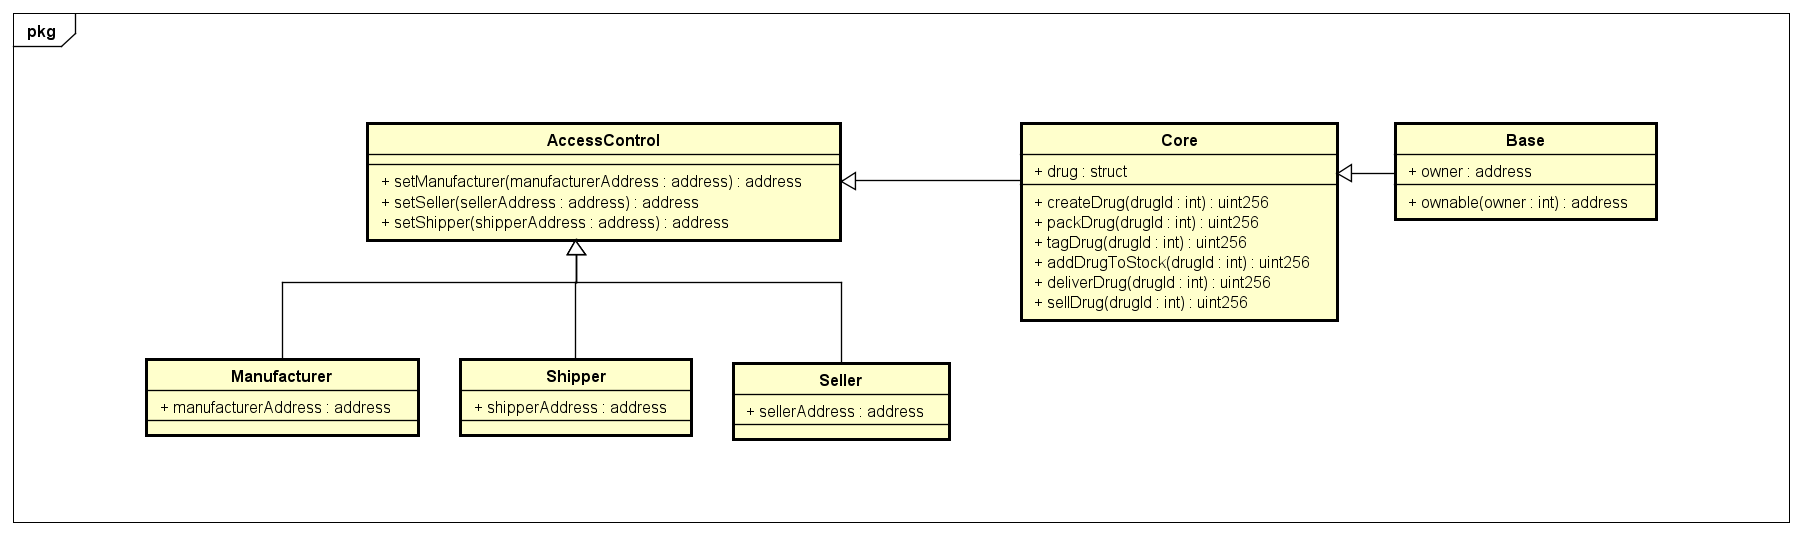 pkg
AccessControl
+ setManufacturer(manufacturerAddress : address) : address
+ setSeller(sellerAddress : address) : address
+ setShipper(shipperAddress : address) : address
Core
+ drug : struct
+ createDrug(drugId : int) : uint256
+ packDrug(drugId : int) : uint256
+ tagDrug(drugId : int) : uint256
+ addDrugToStock(drugId : int) : uint256
+ deliverDrug(drugId : int) : uint256
+ sellDrug(drugId : int) : uint256
Base
+ owner : address
+ ownable(owner : int) : address
Manufacturer
+ manufacturerAddress : address
Shipper
+ shipperAddress : address
Seller
+ sellerAddress : address